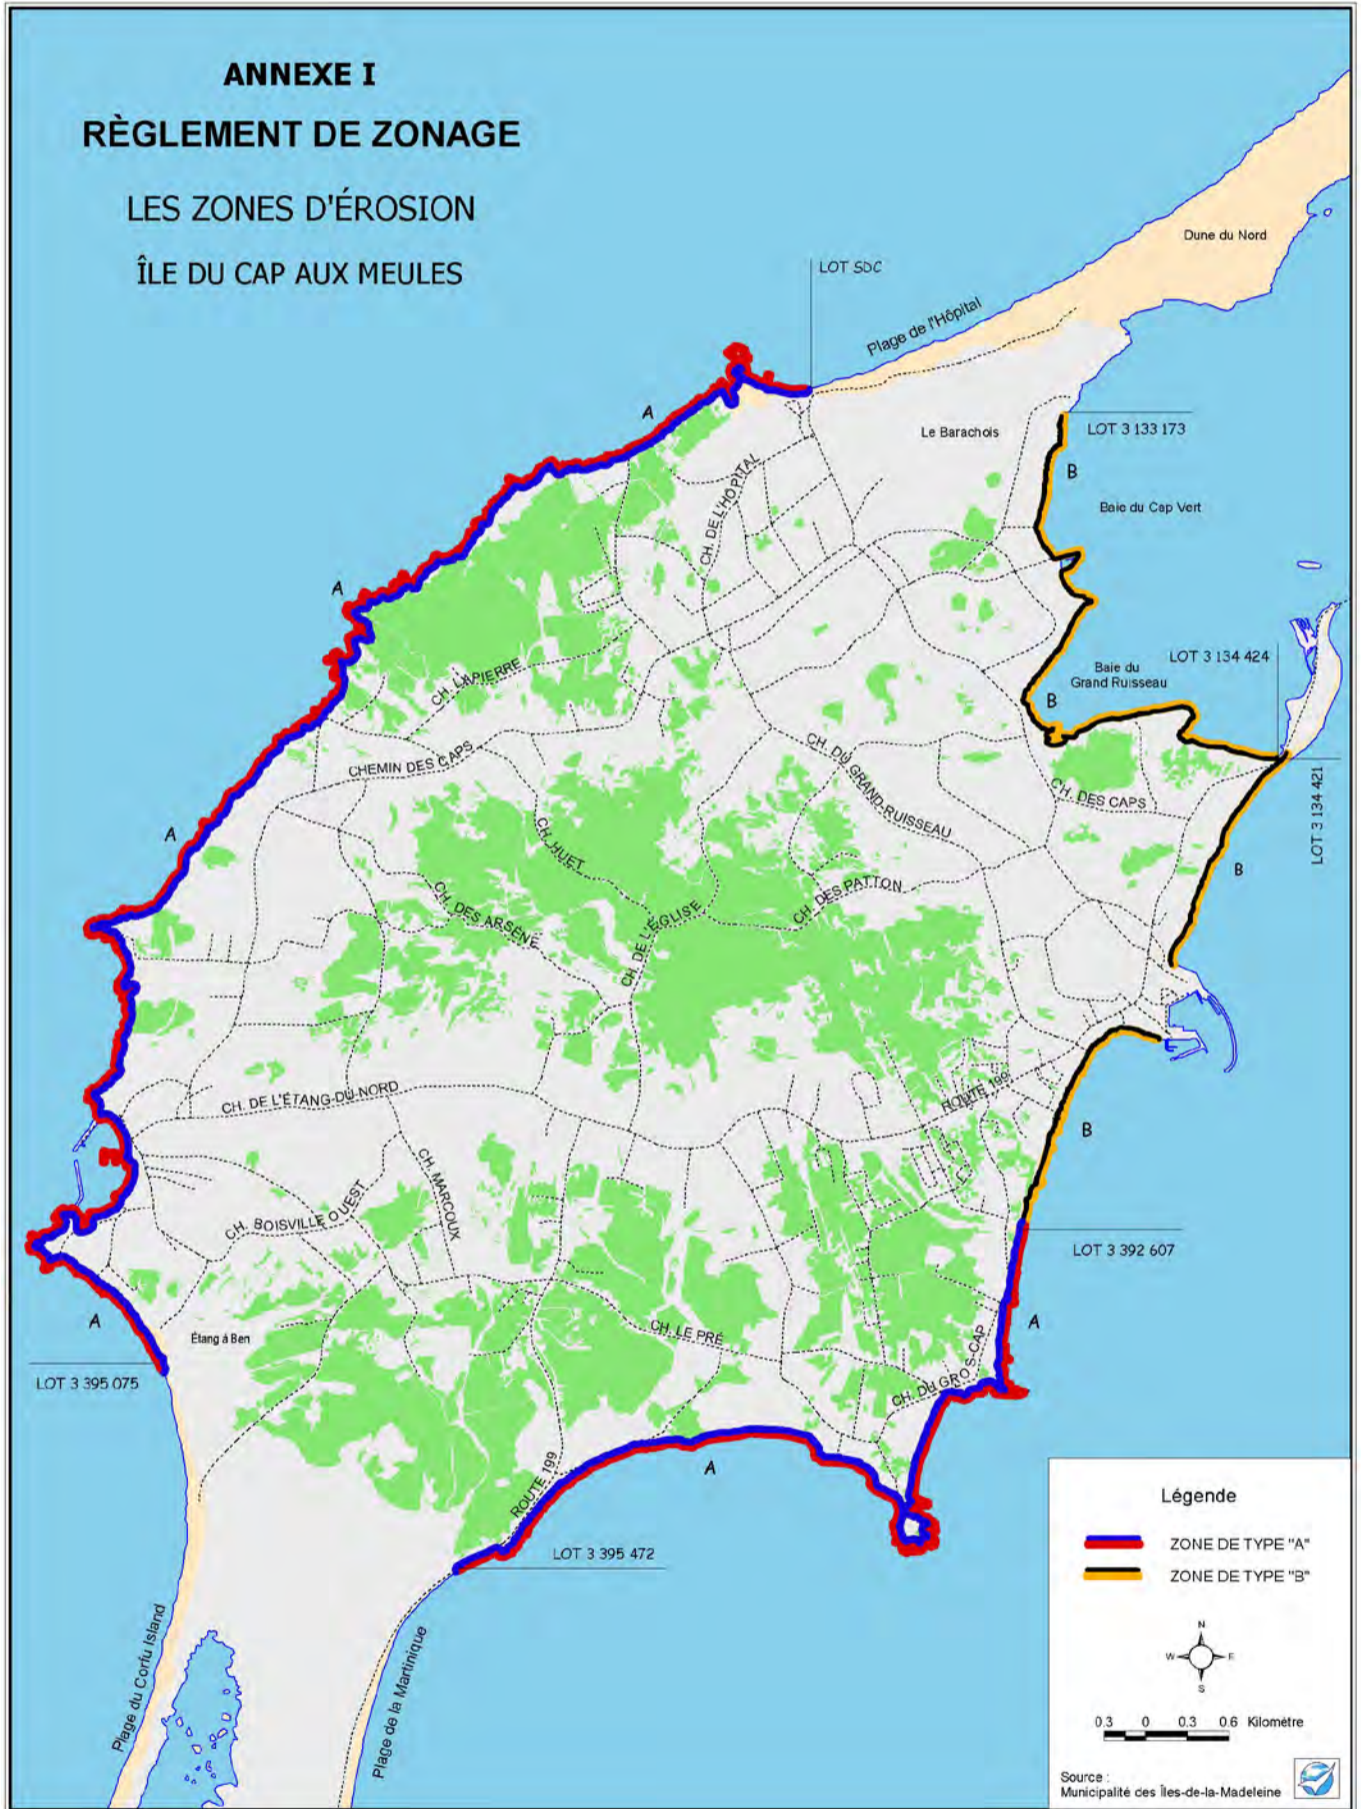 ANNEXE I
RÈGLEMENT DE ZONAGE
LES ZONES D'ÉROSION
ÎLE DU CAP AUX MEULES
Dune du Nord
LOT SDC
Plage de l'Hôpital
A
Le Barachois
LOT 3 133 173
B
Baie du Cap Vert
CH. DE L'HOPITAL
A
LOT 3 134 424
Baie du
Grand Ruisseau
CH. LAPIERRE
B
CHEMIN DES CAPS
CH. DU GRAND-RUISSEAU
CH. DES CAPS
LOT 3 134 421
A
CH. HUET
B
CH. DES PATTON
CH. DES ARSÈNE
CH. DE L'ÉGLISE
CH. DE L'ÉTANG-DU-NORD
ROUTE 199
B
CH. MARCOUX
CH. BOISVILLE OUEST
LOT 3 392 607
A
A
Étang à Ben
CH. LE PRÉ
CH. DU GROS-CAP
LOT 3 395 075
A
ROUTE 199
LOT 3 395 472
Plage du Corfu Island
Plage de la Martinique
Légende
ZONE DE TYPE "A"
ZONE DE TYPE "B"
N
W E
S
0.3 0 0.3 0.6 Kilomètre
Source :
Municipalité des Îles-de-la-Madeleine